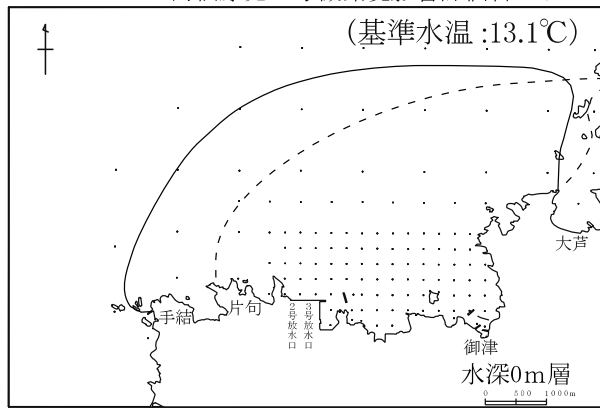 (基準水温:13.1℃)
大芦
手結
片句
2号放水口
3号放水口
御津
水深0m層
0 500 1000m